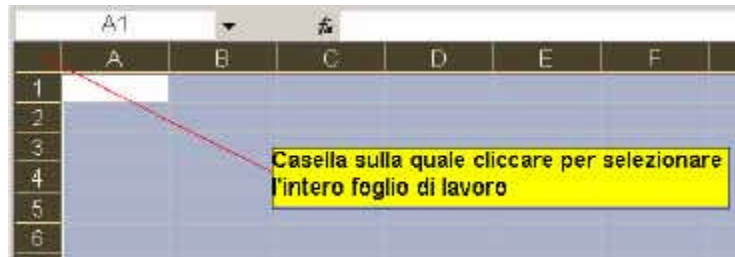 A1 fx
A B C D E F
1
2
3
Casella sulla quale cliccare per selezionare
4
l'intero foglio di lavoro
5
6